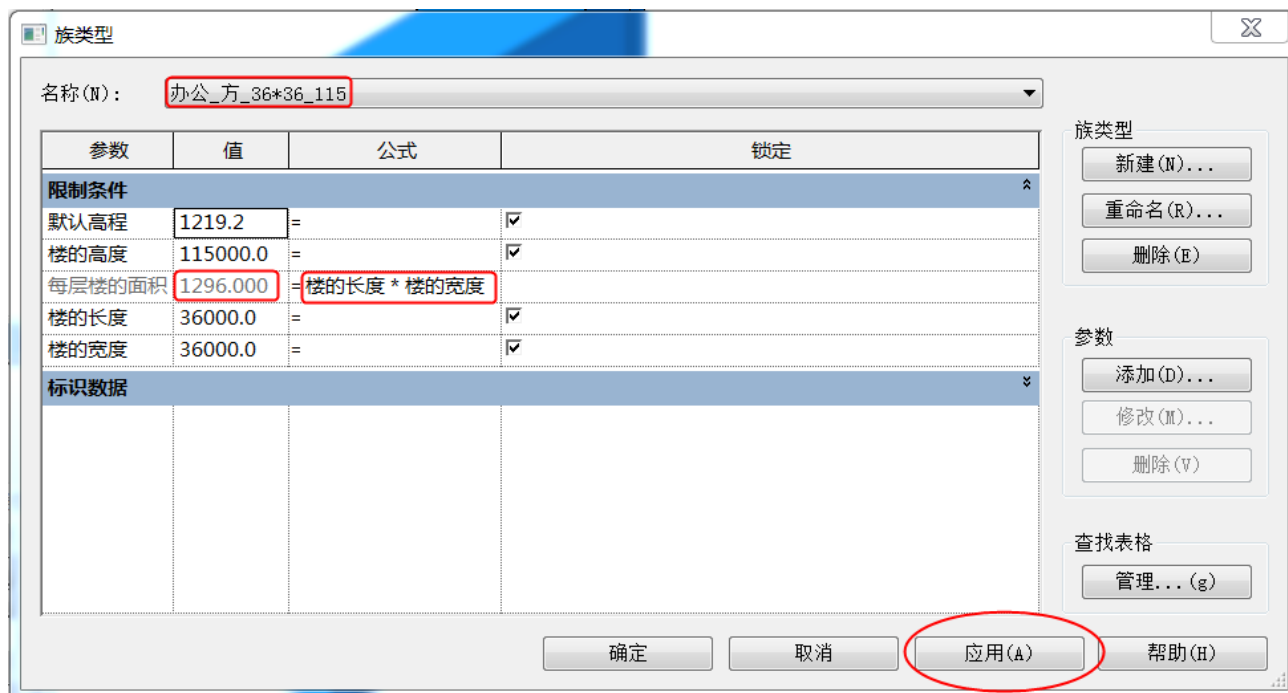 族类型
名称(N): 办公_方_36*36_115
参数 值 公式 锁定
限制条件
默认高程 1219.2 =
楼的高度 115000.0 =
每层楼的面积 1296.000 =楼的长度 * 楼的宽度
楼的长度 36000.0 =
楼的宽度 36000.0 =
标识数据
族类型
新建(N)...
重命名(R)...
删除(E)
参数
添加(D)...
修改(M)...
删除(V)
查找表格
管理...(g)
确定 取消 应用(A) 帮助(H)